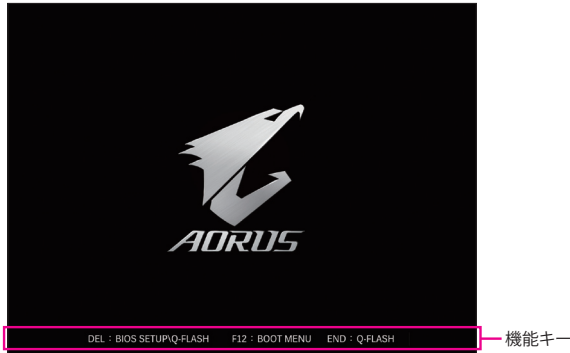 AORUS
DEL : BIOS SETUP\Q-FLASH F12 : BOOT MENU END : Q-FLASH
機能キー